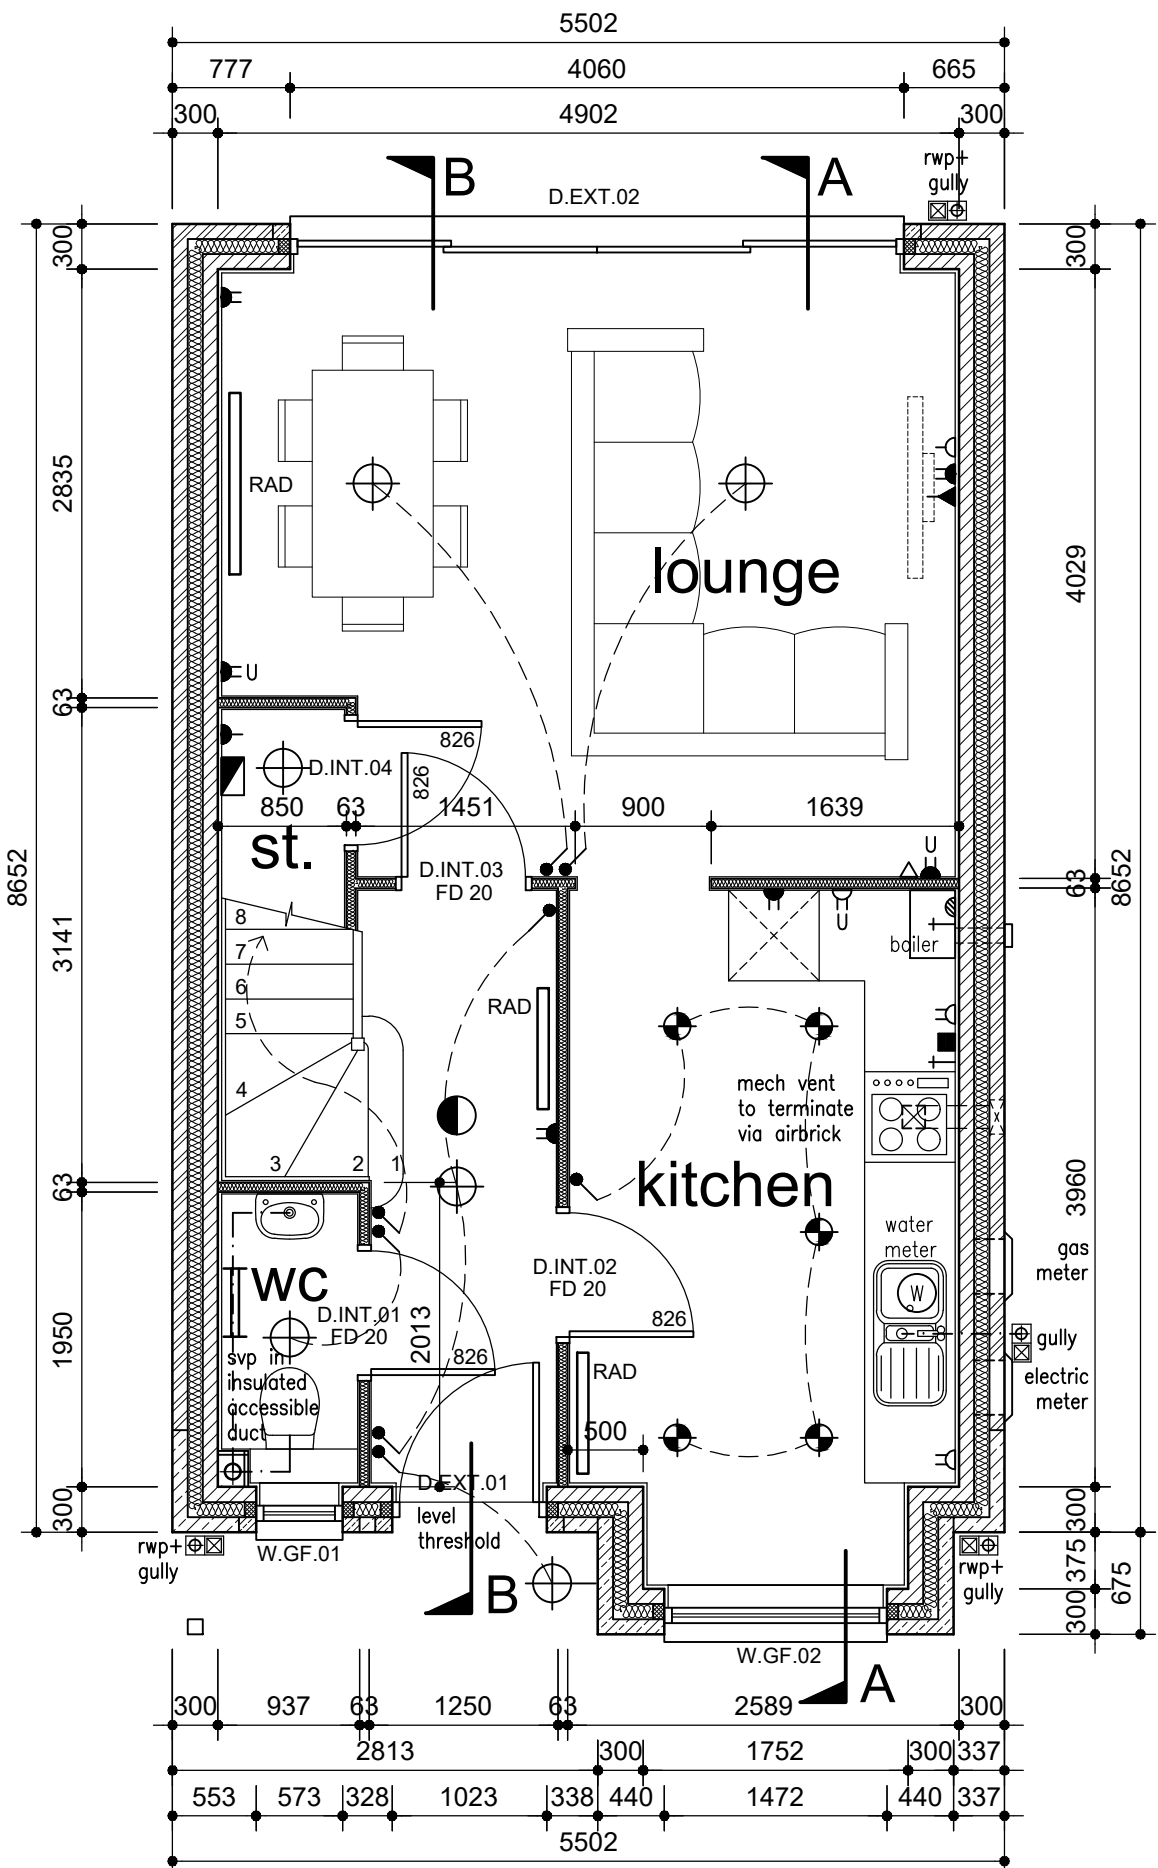 5502
777 4060 665
300 4902 300
B A
rwp+
gully
D.EXT.02
300
300
RAD
2835
lounge
4029
U
63
826
D.INT.04
826
850 63 1451 900 1639
st.
D.INT.03
FD 20
U
8652
63
8652
U
boiler
3141
8
7
6
5
4
3
2
1
RAD
mech vent
to terminate
via airbrick
kitchen
63
3960
water
meter
W
gas
meter
wc
D.INT.02
FD 20
D.INT.01
FD 20
2013
826
826
1950
gully
svp in
insulated
accessible
duct
RAD
electric
meter
500
D.EXT.01
level
threshold
300
300
rwp+
gully
W.GF.01
375
675
rwp+
gully
B
300
W.GF.02
A
300 937 63 1250 63 2589 300
2813 300 1752 300 337
553 573 328 1023 338 440 1472 440 337
5502